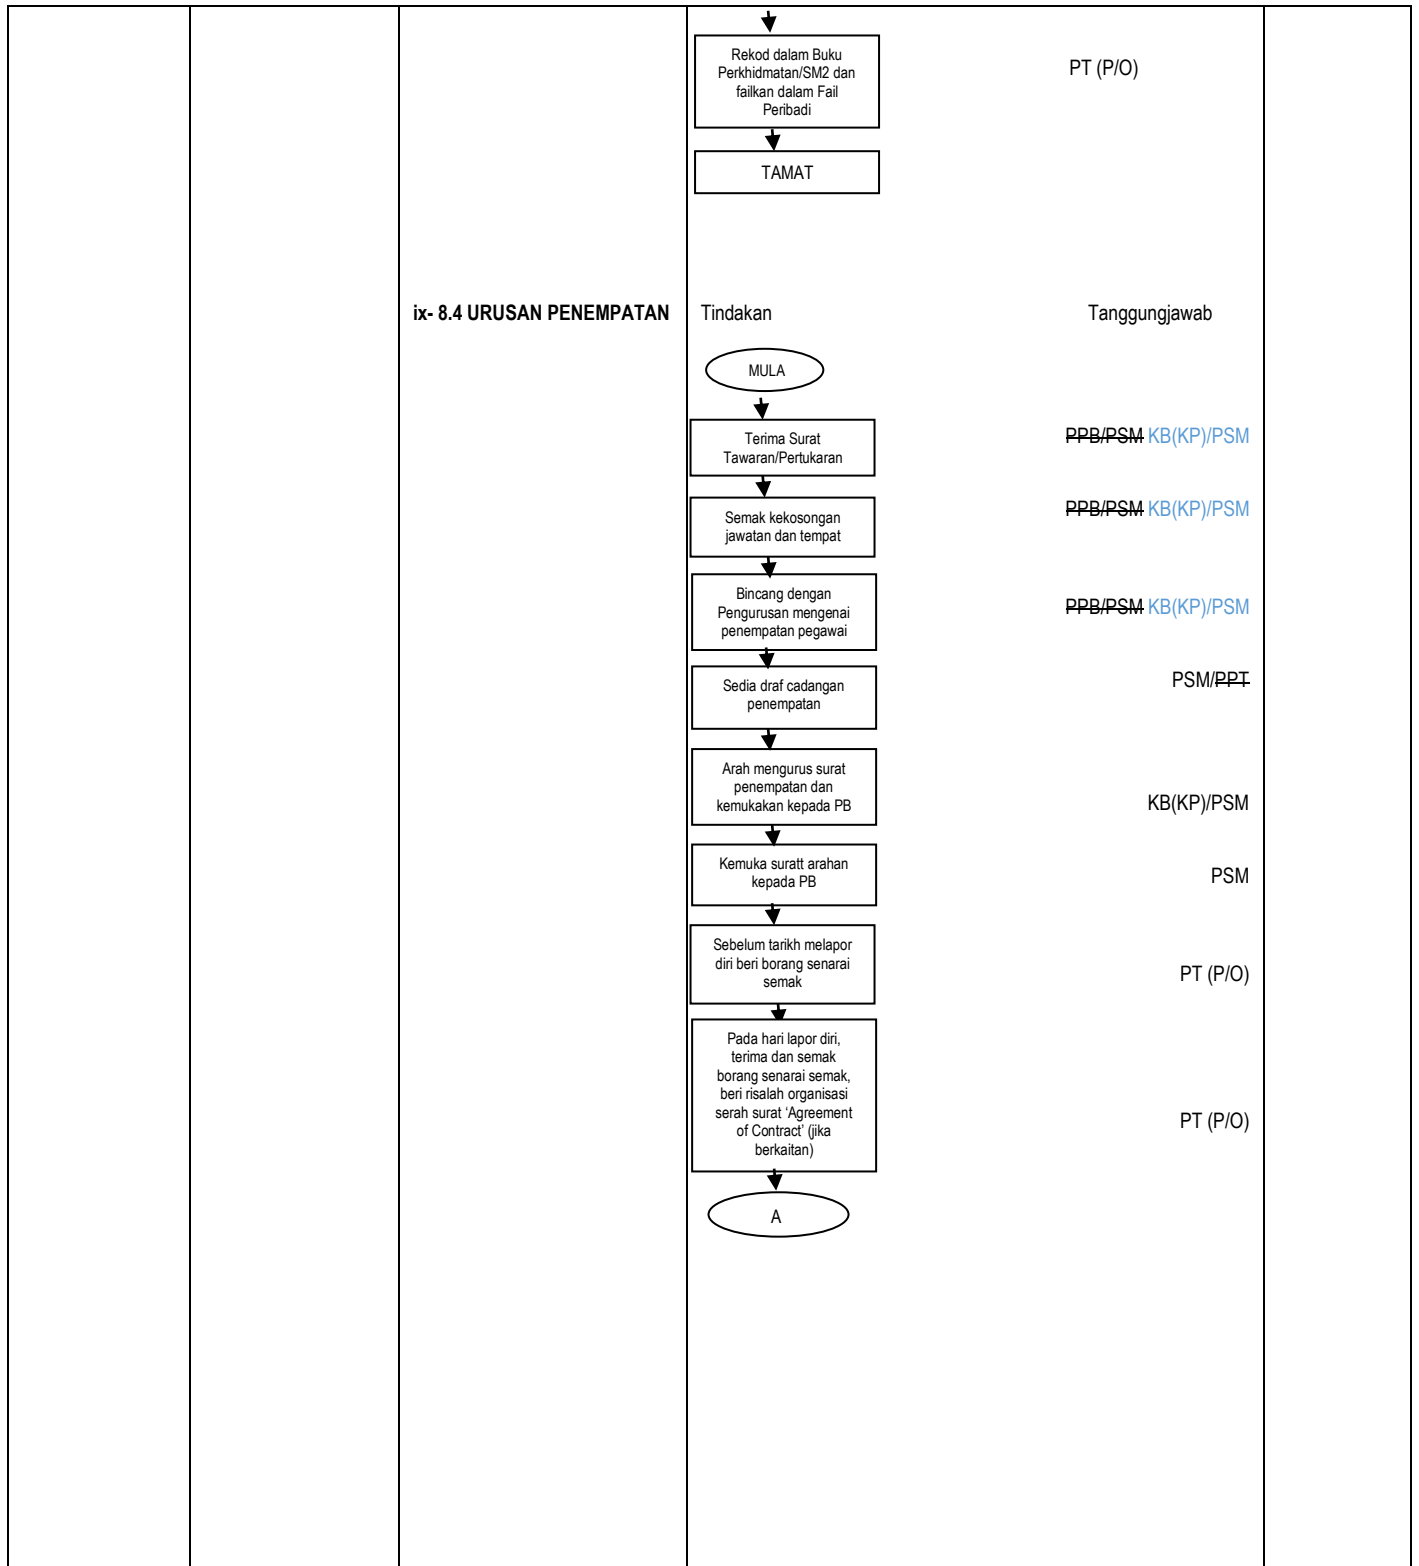 Rekod dalam Buku
Perkhidmatan/SM2 dan
failkan dalam Fail
Peribadi
PT (P/O)
TAMAT
ix- 8.4 URUSAN PENEMPATAN
Tindakan
Tanggungjawab
MULA
Terima Surat
Tawaran/Pertukaran
PPB/PSM KB(KP)/PSM
Semak kekosongan
jawatan dan tempat
PPB/PSM KB(KP)/PSM
Bincang dengan
Pengurusan mengenai
penempatan pegawai
PPB/PSM KB(KP)/PSM
Sedia draf cadangan
penempatan
PSM/PPT
Arah mengurus surat
penempatan dan
kemukakan kepada PB
KB(KP)/PSM
Kemuka suratt arahan
kepada PB
PSM
Sebelum tarikh melapor
diri beri borang senarai
semak
PT (P/O)
Pada hari lapor diri,
terima dan semak
borang senarai semak,
beri risalah organisasi
serah surat ‘Agreement
of Contract’ (jika
berkaitan)
PT (P/O)
A